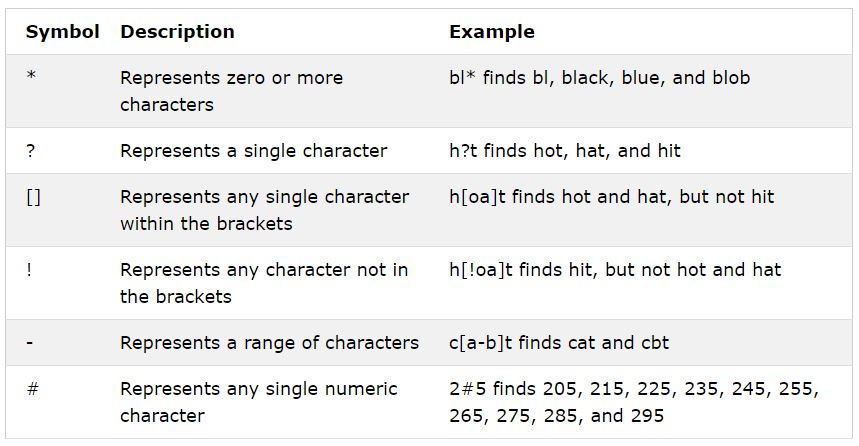 Symbol Description Example
* Represents zero or more characters bl* finds bl, black, blue, and blob
? Represents a single character h?t finds hot, hat, and hit
[] Represents any single character within the brackets h[oa]t finds hot and hat, but not hit
! Represents any character not in the brackets h[!oa]t finds hit, but not hot and hat
- Represents a range of characters c[a-b]t finds cat and cbt
# Represents any single numeric character 2#5 finds 205, 215, 225, 235, 245, 255, 265, 275, 285, and 295